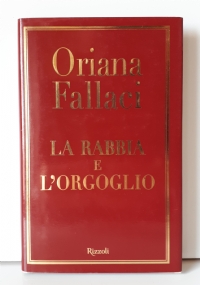 Oriana
Fallaci
LA RABBIA
E
L'ORGOGLIO
Rizzoli